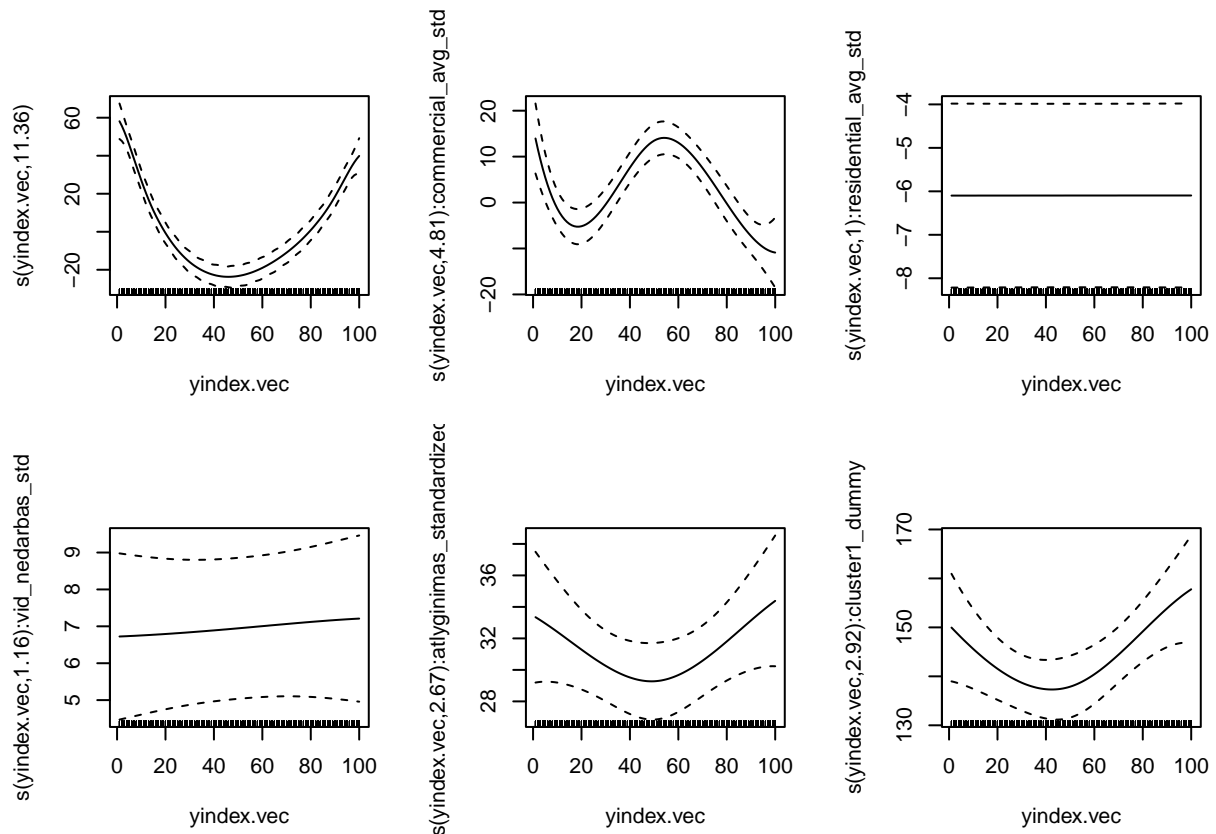 s(yindex.vec,11.36)
60
20
−20
0 20 40 60 80 100
yindex.vec
s(yindex.vec,4.81):commercial_avg_std
20
10
0
−20
0 20 40 60 80 100
yindex.vec
s(yindex.vec,1):residential_avg_std
−4
−5
−6
−7
−8
0 20 40 60 80 100
yindex.vec
s(yindex.vec,1.16):vid_nedarbas_std
9
8
7
6
5
0 20 40 60 80 100
yindex.vec
s(yindex.vec,2.67):atlyginimas_standardized
36
32
28
0 20 40 60 80 100
yindex.vec
s(yindex.vec,2.92):cluster1_dummy
170
150
130
0 20 40 60 80 100
yindex.vec